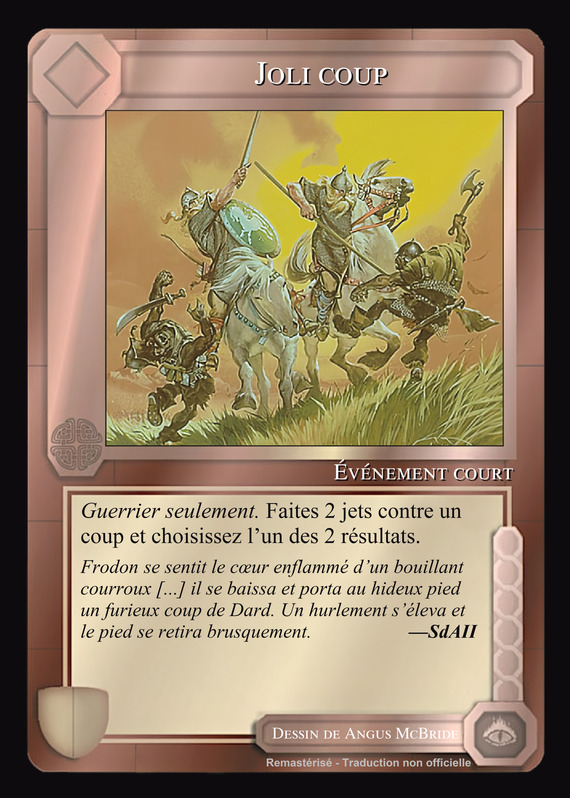 Joli coup
Événement court
Guerrier seulement. Faites 2 jets contre un
coup et choisissez l'un des 2 résultats.
Frodon se sentit le cœur enflammé d'un bouillant
courroux [...] il se baissa et porta au hideux pied
un furieux coup de Dard. Un hurlement s'éleva et
le pied se retira brusquement. —SdAII
Dessin de Angus McBride
Remastérisé - Traduction non officielle